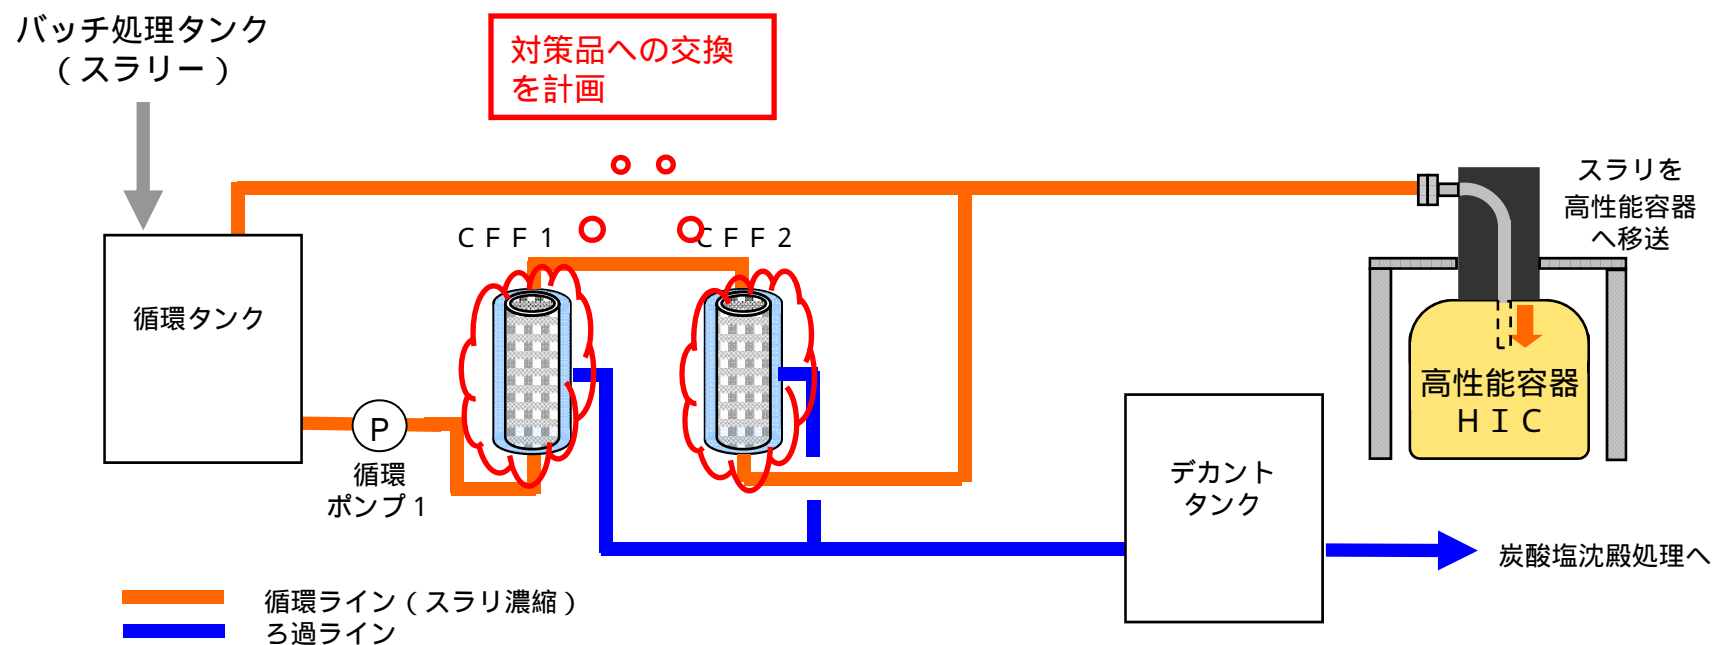 バッチ処理タンク
（スラリー）
対策品への交換
を計画
スラリを
高性能容器
へ移送
ＣＦＦ１
ＣＦＦ２
循環タンク
高性能容器
ＨＩＣ
P
循環
ポンプ１
デカント
タンク
炭酸塩沈殿処理へ
循環ライン（スラリ濃縮）
ろ過ライン